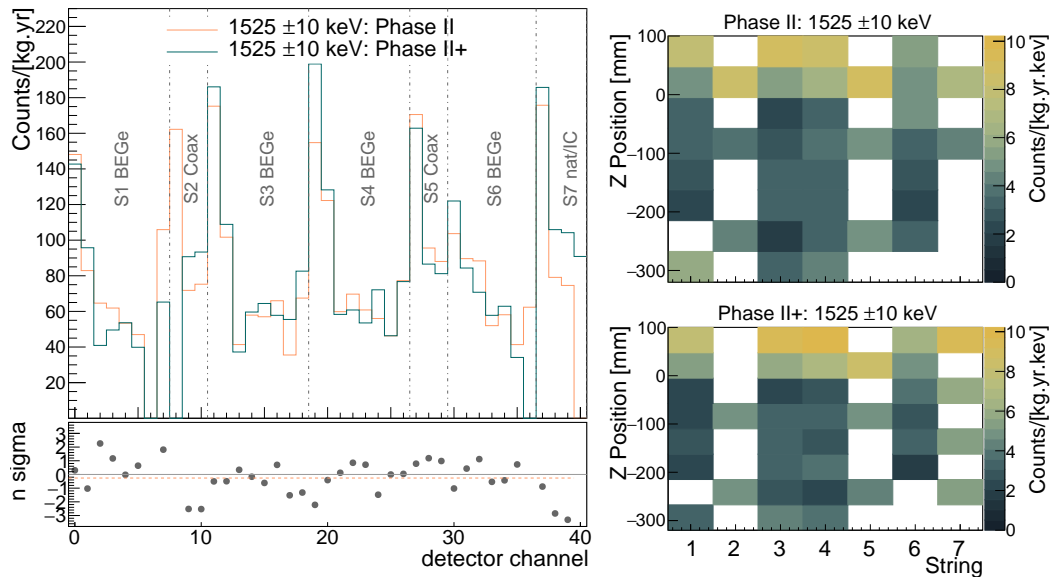 1525 ±10 keV: Phase II
1525 ±10 keV: Phase II+
Counts/[kg.yr]
220
200
180
160
140
120
100
80
60
40
20
S1 BEGe
S2 Coax
S3 BEGe
S4 BEGe
S5 Coax
S6 BEGe
S7 nat/IC
n sigma
3
2
1
0
−1
−2
−3
0 10 20 30 40
detector channel
Phase II: 1525 ±10 keV
Z Position [mm]
100
0
−100
−200
−300
10
8
6
4
2
0
Counts/[kg.yr.kev]
Phase II+: 1525 ±10 keV
Z Position [mm]
100
0
−100
−200
−300
10
8
6
4
2
0
Counts/[kg.yr.kev]
1 2 3 4 5 6 7
String